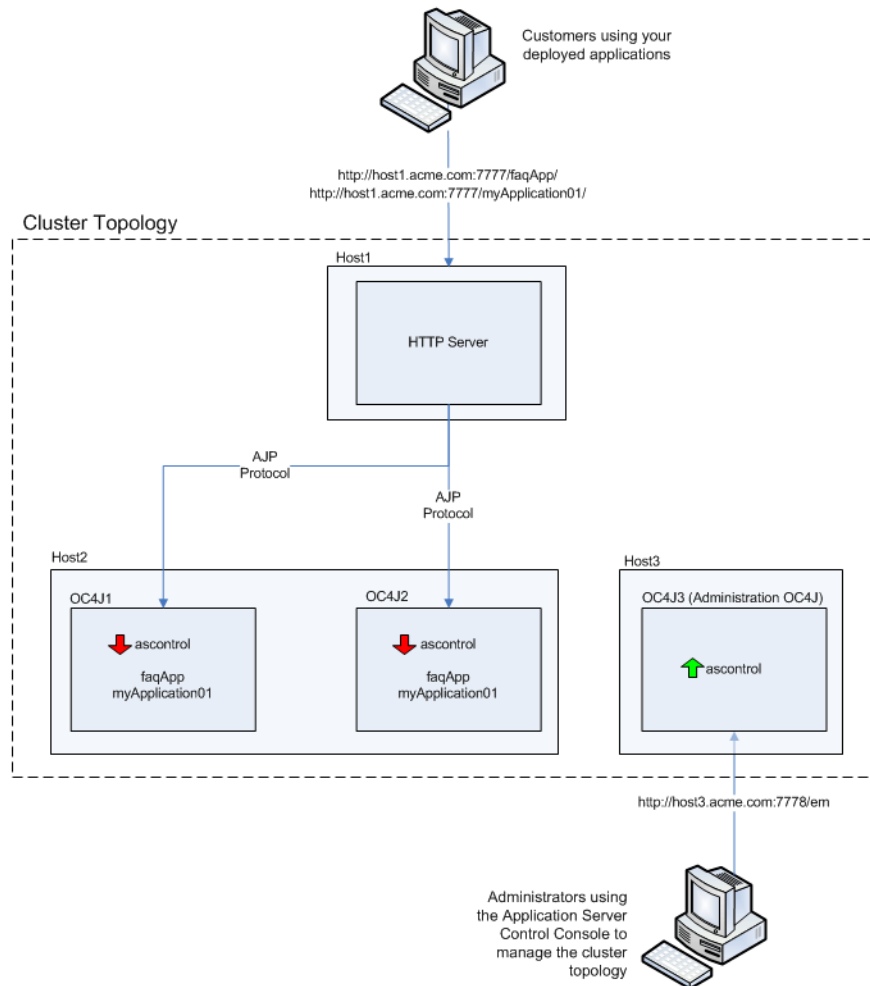 Customers using your
deployed applications
http://host1.acme.com:7777/faqApp/
http://host1.acme.com:7777/myApplication01/
Cluster Topology
Host1
HTTP Server
AJP
Protocol
AJP
Protocol
Host2
OC4J1
ascontrol
faqApp
myApplication01
OC4J2
ascontrol
faqApp
myApplication01
Host3
OC4J3 (Administration OC4J)
ascontrol
http://host3.acme.com:7778/em
Administrators using
the Application Server
Control Console to
manage the cluster
topology